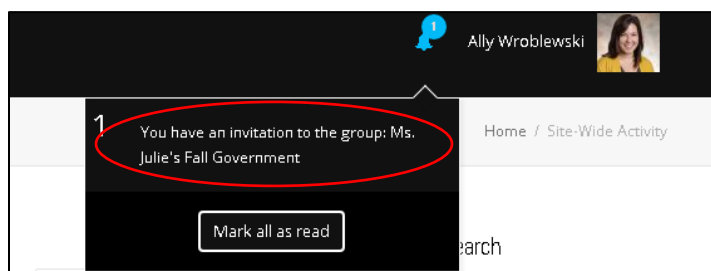 1
Ally Wroblewski
1
You have an invitation to the group: Ms.
Julie's Fall Government
Home / Site-Wide Activity
Mark all as read
earch